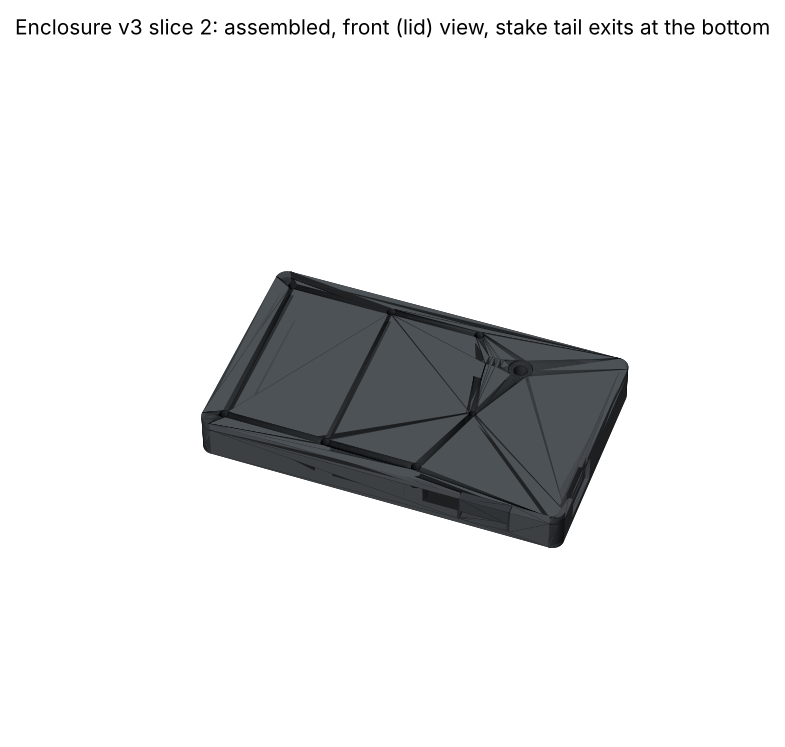 Enclosure v3 slice 2: assembled, front (lid) view, stake tail exits at the bottom